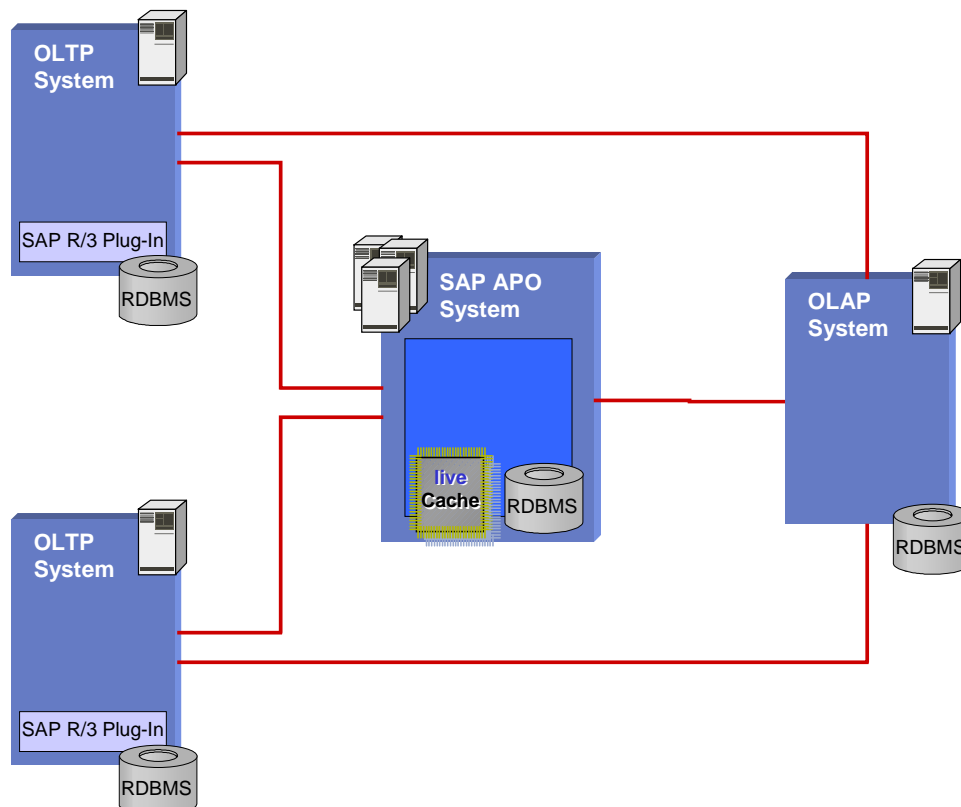 OLTP
System
SAP R/3 Plug-In
RDBMS
SAP APO
System
live
Cache
RDBMS
OLAP
System
RDBMS
OLTP
System
SAP R/3 Plug-In
RDBMS